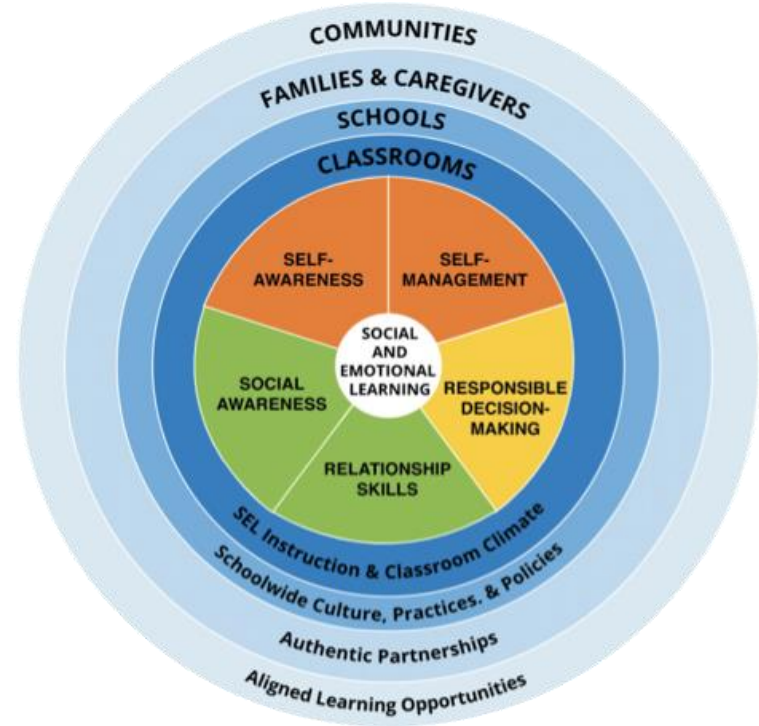 COMMUNITIES
FAMILIES & CAREGIVERS
SCHOOLS
CLASSROOMS
SELF-
AWARENESS
SELF-
MANAGEMENT
SOCIAL
AND
EMOTIONAL
LEARNING
SOCIAL
AWARENESS
RESPONSIBLE
DECISION-
MAKING
RELATIONSHIP
SKILLS
SEL Instruction & Classroom Climate
Schoolwide Culture, Practices. & Policies
Authentic Partnerships
Aligned Learning Opportunities